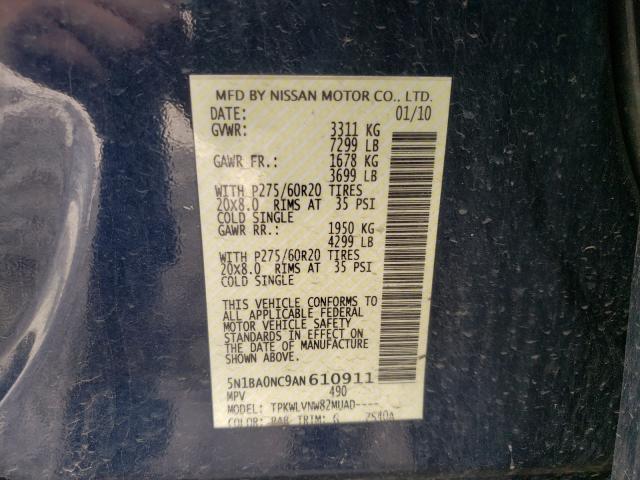 MFD BY NISSAN MOTOR CO., LTD.
DATE: 01/10
GVWR: 3311 KG
7299 LB
GAWR FR.: 1678 KG
3699 LB
WITH P275/60R20 TIRES
20X8.0 RIMS AT 35 PSI
COLD SINGLE
GAWR RR.: 1950 KG
4299 LB
WITH P275/60R20 TIRES
20X8.0 RIMS AT 35 PSI
COLD SINGLE
THIS VEHICLE CONFORMS TO
ALL APPLICABLE FEDERAL
MOTOR VEHICLE SAFETY
STANDARDS IN EFFECT ON
THE DATE OF MANUFACTURE
SHOWN ABOVE.
5N1BA0NC9AN610911
MPV 490
MODEL: TPKWLVNW82MUAD----
COLOR: TRIM: G